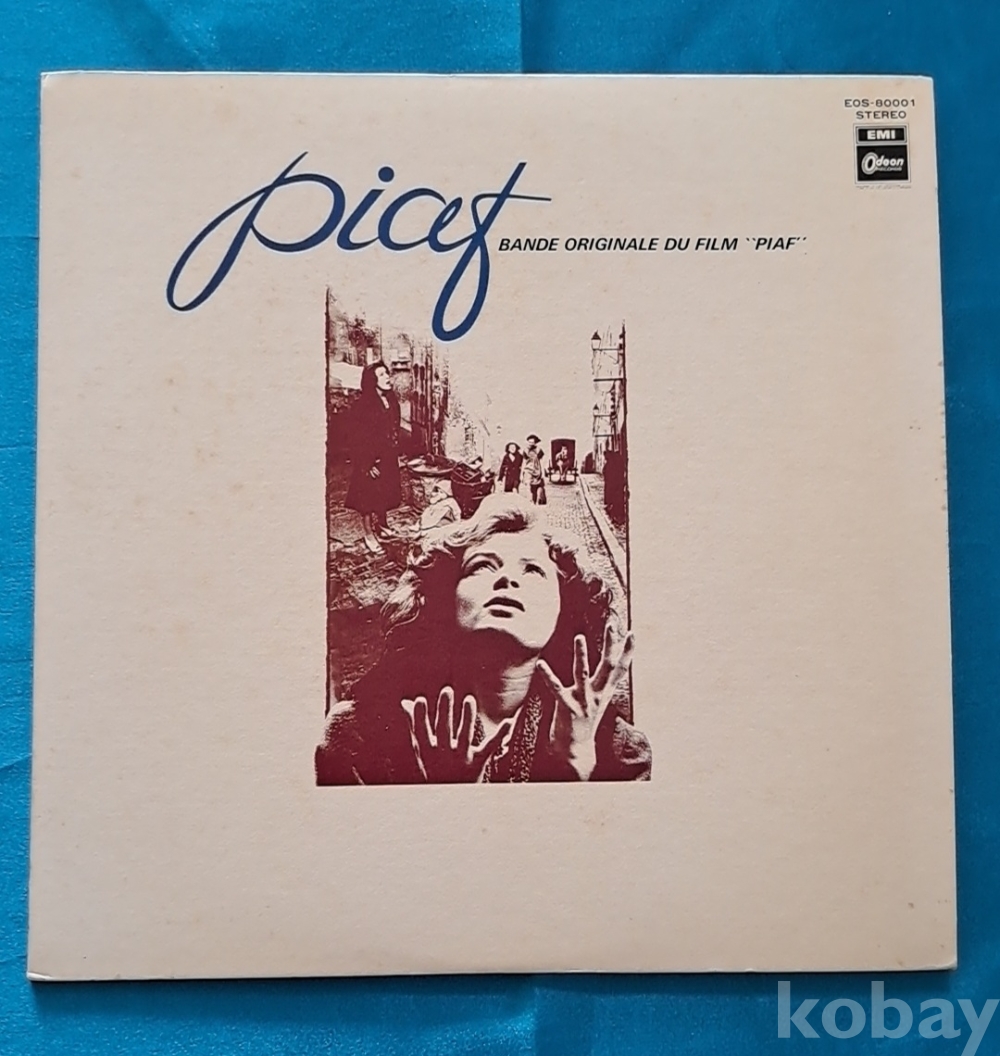 EOS-80001
STEREO
EMI
Odeon
piaf
BANDE ORIGINALE DU FILM "PIAF"
kobay